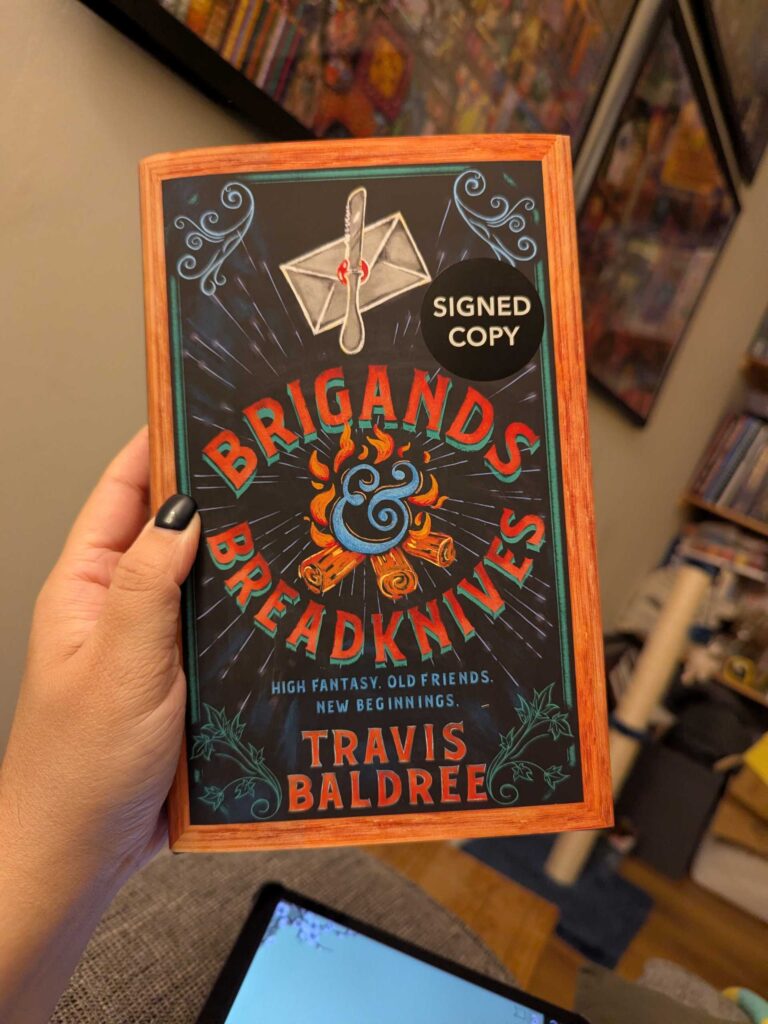 SIGNED
COPY
BRIGANDS
&
BREADKNIVES
HIGH FANTASY. OLD FRIENDS.
NEW BEGINNINGS.
TRAVIS
BALDREE